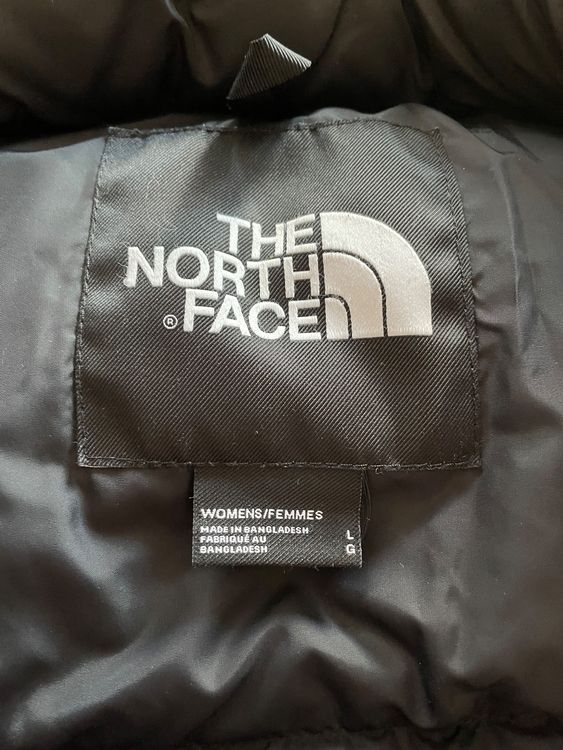 THE
NORTH
® FACE
WOMENS/FEMMES
MADE IN BANGLADESH
FABRIQUÉ AU
BANGLADESH
L
G